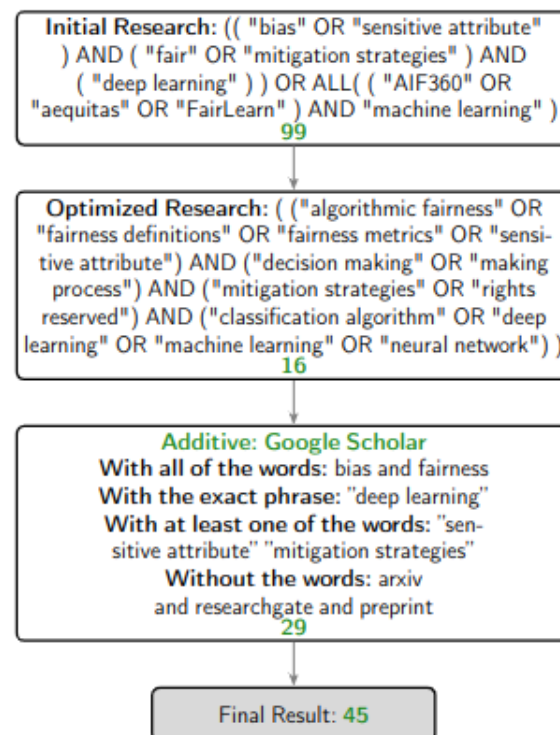 Initial Research: (( "bias" OR "sensitive attribute"
) AND ( "fair" OR "mitigation strategies" ) AND
( "deep learning" ) ) OR ALL( ( "AIF360" OR
"aequitas" OR "FairLearn" ) AND "machine learning" )
99
Optimized Research: ( ("algorithmic fairness" OR
"fairness definitions" OR "fairness metrics" OR "sensi-
tive attribute") AND ("decision making" OR "making
process") AND ("mitigation strategies" OR "rights
reserved") AND ("classification algorithm" OR "deep
learning" OR "machine learning" OR "neural network") )
16
Additive: Google Scholar
With all of the words: bias and fairness
With the exact phrase: "deep learning"
With at least one of the words: "sen-
sitive attribute" "mitigation strategies"
Without the words: arxiv
and researchgate and preprint
29
Final Result: 45